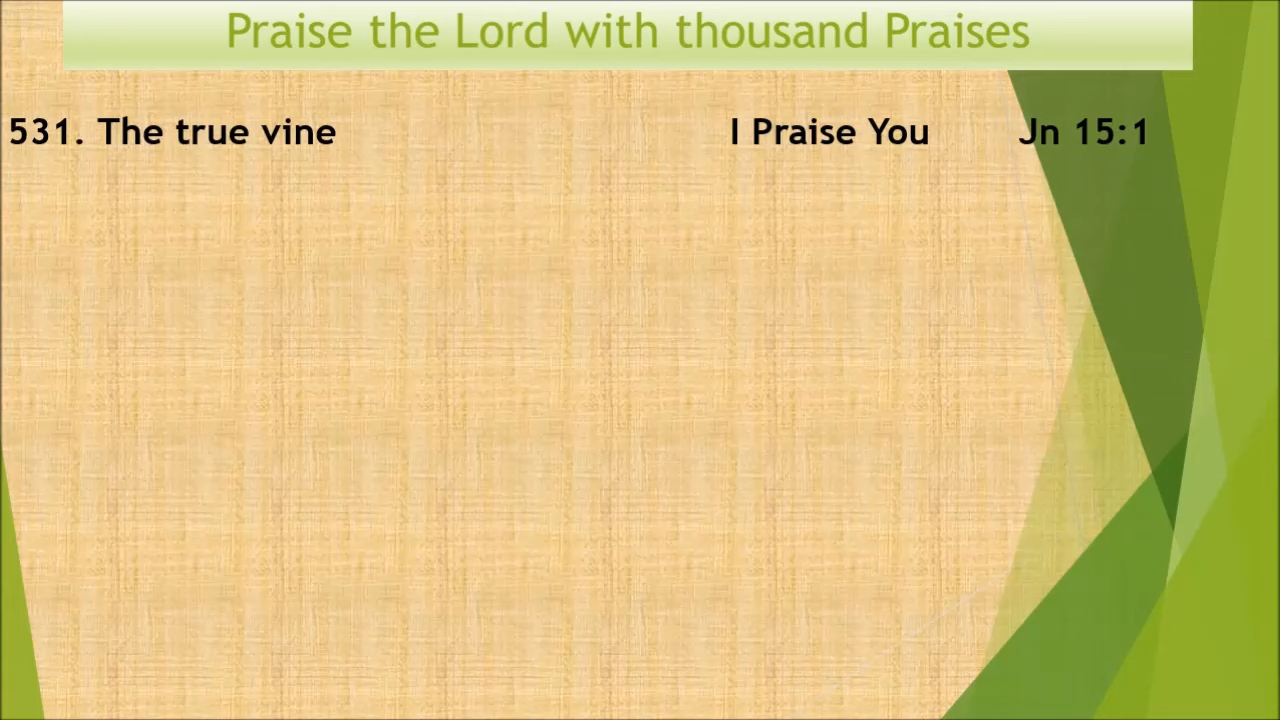 Praise the Lord with thousand Praises
531. The true vine I Praise You Jn 15:1